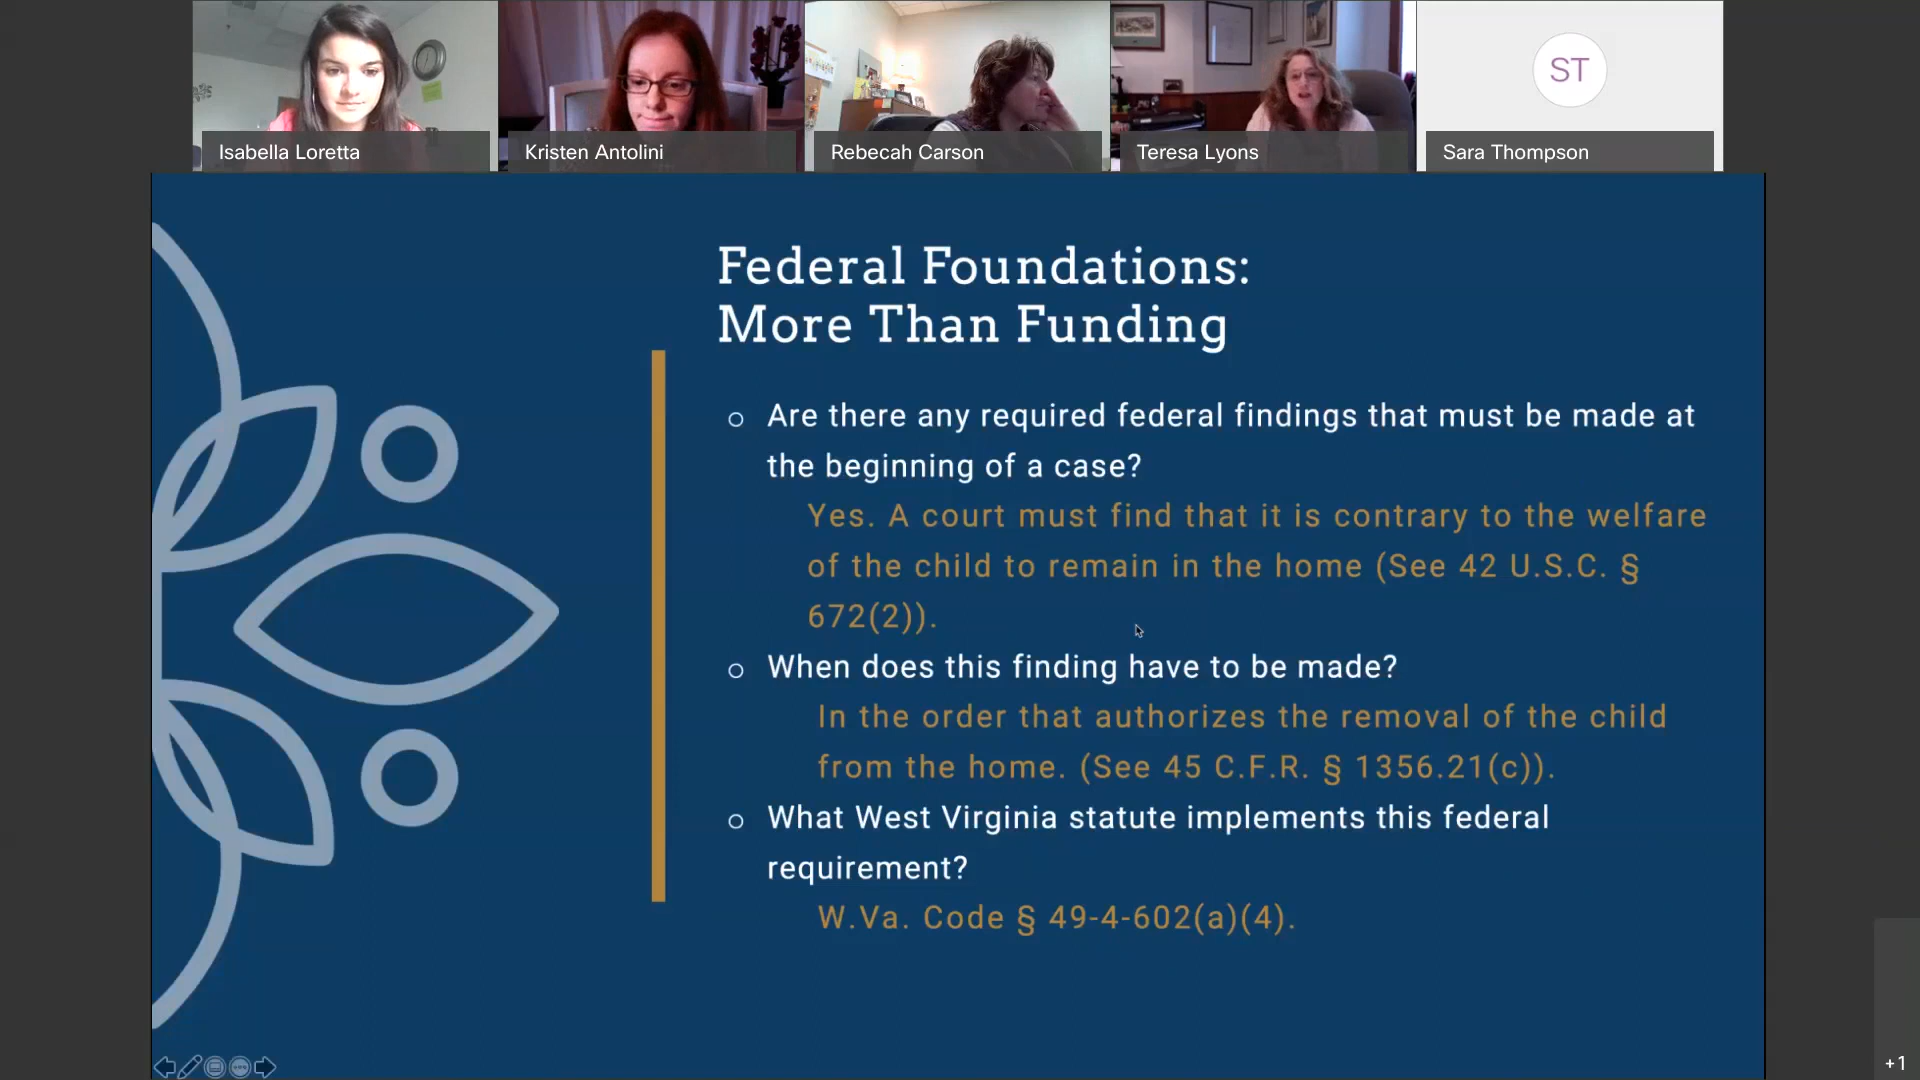 Isabella Loretta
Kristen Antolini
Rebecah Carson
Teresa Lyons
ST
Sara Thompson
Federal Foundations:
More Than Funding
Are there any required federal findings that must be made at
the beginning of a case?
Yes. A court must find that it is contrary to the welfare
of the child to remain in the home (See 42 U.S.C. §
672(2)).
When does this finding have to be made?
In the order that authorizes the removal of the child
from the home. (See 45 C.F.R. § 1356.21(c)).
What West Virginia statute implements this federal
requirement?
W.Va. Code § 49-4-602(a)(4).
+1